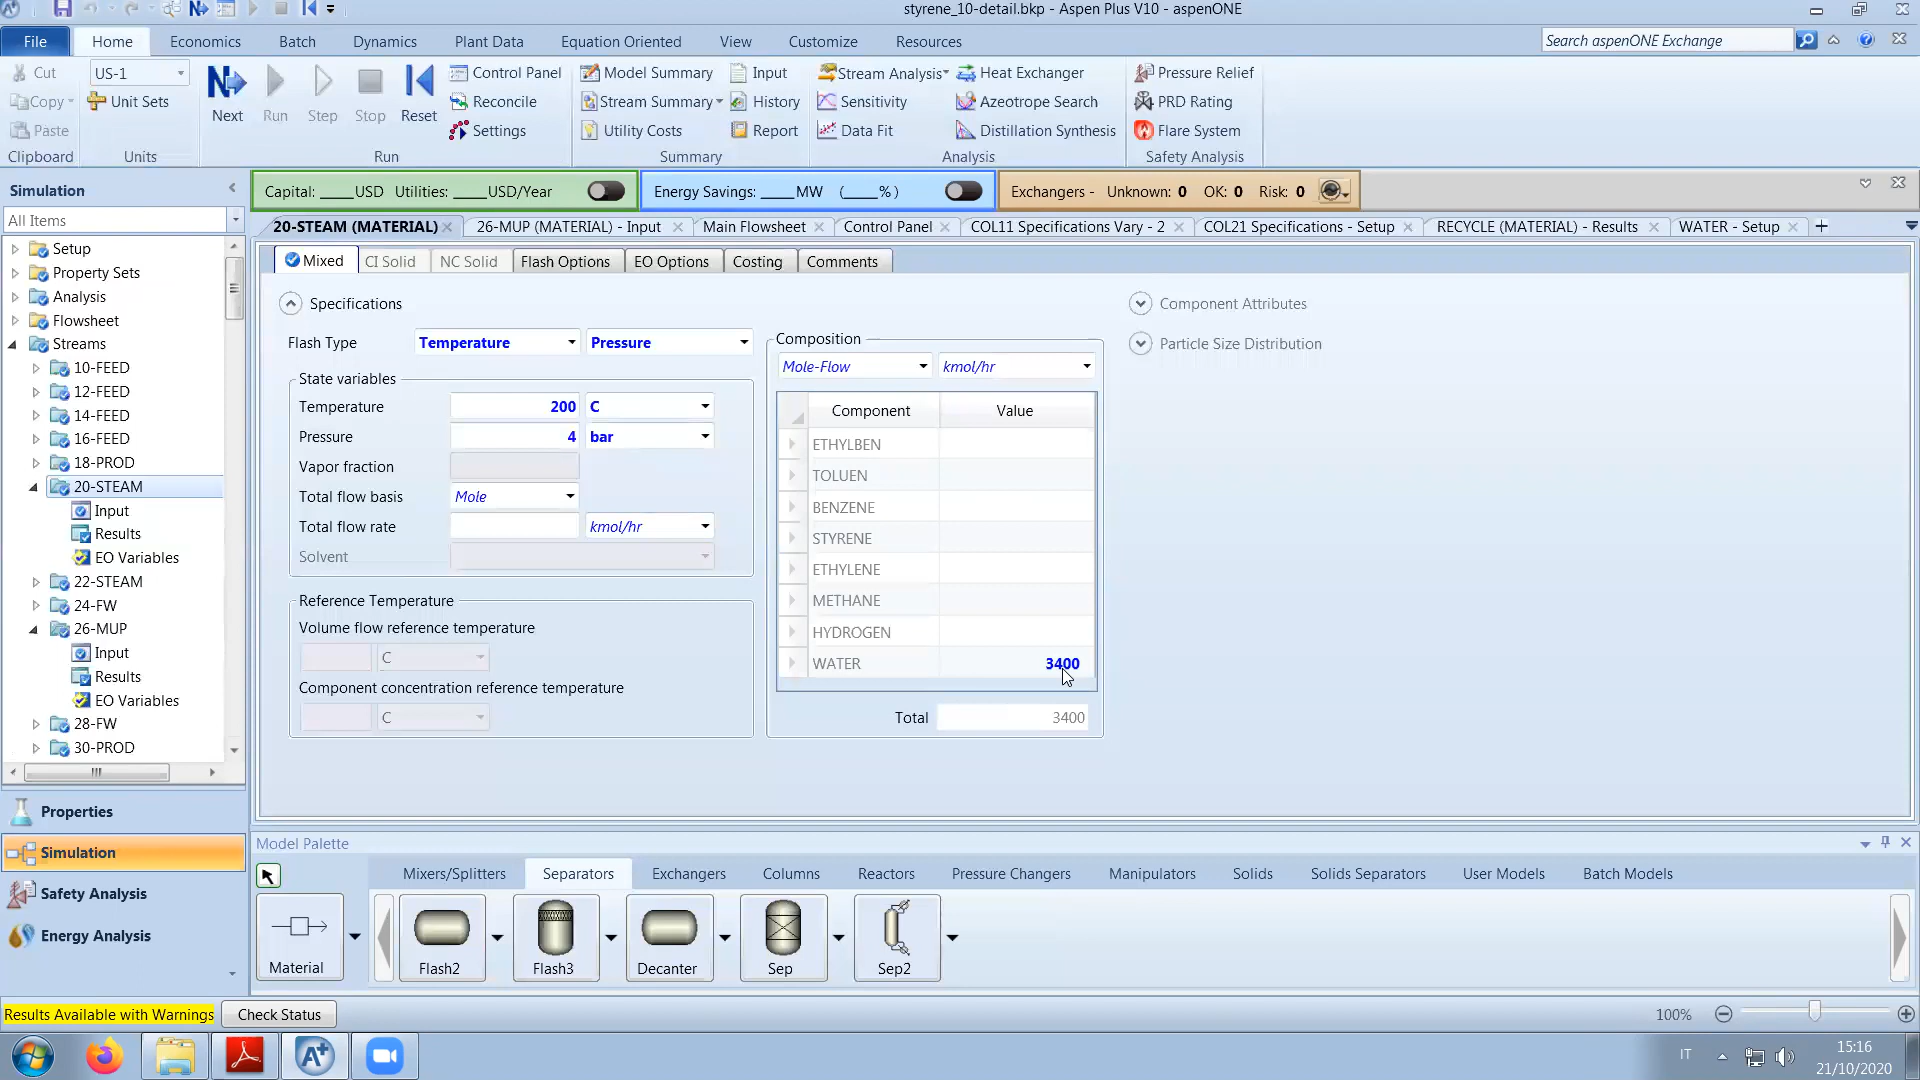 styrene_10-detail.bkp - Aspen Plus V10 - aspenONE
File Home Economics Batch Dynamics Plant Data Equation Oriented View Customize Resources Search aspenONE Exchange
Cut US-1 Control Panel Model Summary Input Stream Analysis Heat Exchanger Pressure Relief
Copy Unit Sets Reconcile Stream Summary History Sensitivity Azeotrope Search PRD Rating
Next Run Step Stop Reset
Paste Settings Utility Costs Report Data Fit Distillation Synthesis Flare System
Clipboard Units Run Summary Analysis Safety Analysis
Simulation Capital: ____USD Utilities: ____USD/Year Energy Savings: ____MW (____%) Exchangers - Unknown: 0 OK: 0 Risk: 0
All Items 20-STEAM (MATERIAL) 26-MUP (MATERIAL) - Input Main Flowsheet Control Panel COL11 Specifications Vary - 2 COL21 Specifications - Setup RECYCLE (MATERIAL) - Results WATER - Setup
Setup
Property Sets
Analysis
Flowsheet
Streams
10-FEED
12-FEED
14-FEED
16-FEED
18-PROD
20-STEAM
Input
Results
EO Variables
22-STEAM
24-FW
26-MUP
Input
Results
EO Variables
28-FW
30-PROD
Properties
Simulation
Safety Analysis
Energy Analysis
Mixed CI Solid NC Solid Flash Options EO Options Costing Comments
Specifications
Flash Type Temperature Pressure
State variables
Temperature 200 C
Pressure 4 bar
Vapor fraction
Total flow basis Mole
Total flow rate kmol/hr
Solvent
Reference Temperature
Volume flow reference temperature
C
Component concentration reference temperature
C
Composition
Mole-Flow kmol/hr
Component Value
ETHYLBEN
TOLUEN
BENZENE
STYRENE
ETHYLENE
METHANE
HYDROGEN
WATER 3400
Total 3400
Component Attributes
Particle Size Distribution
Model Palette
Mixers/Splitters Separators Exchangers Columns Reactors Pressure Changers Manipulators Solids Solids Separators User Models Batch Models
Material Flash2 Flash3 Decanter Sep Sep2
Results Available with Warnings Check Status 100%
IT 15:16
21/10/2020